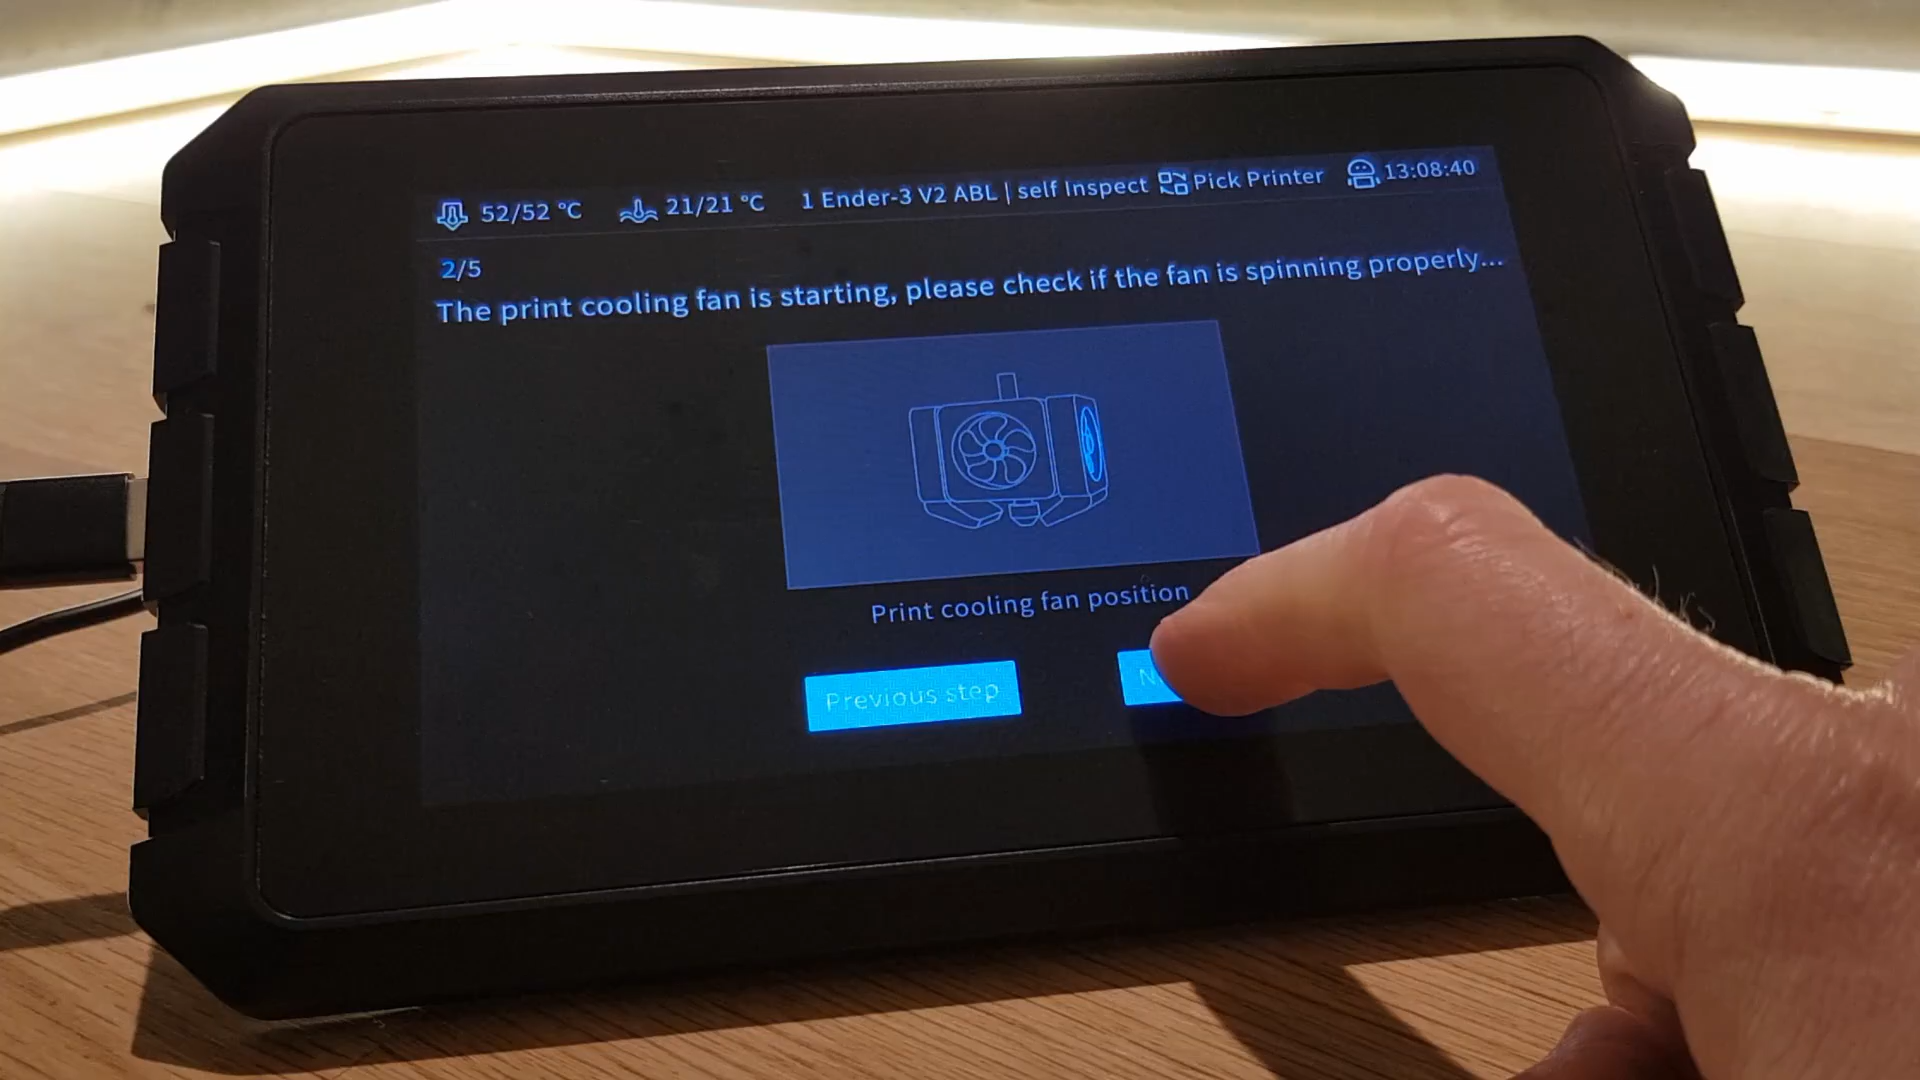 52/52 °C 21/21 °C 1 Ender-3 V2 ABL | self Inspect Pick Printer 13:08:40
2/5
The print cooling fan is starting, please check if the fan is spinning properly...
Print cooling fan position
Previous step